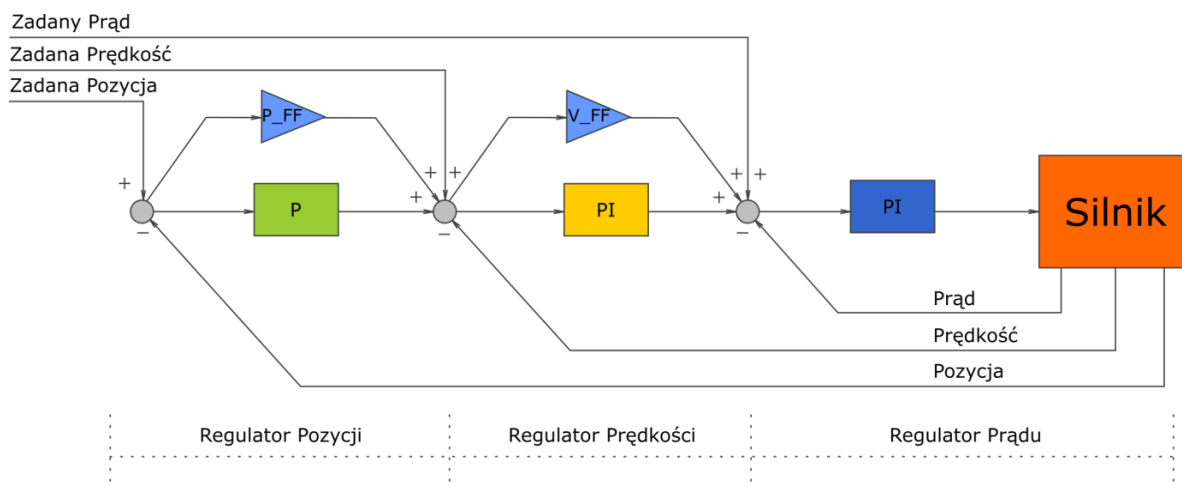 Zadany Prąd
Zadana Prędkość
Zadana Pozycja
P_FF
V_FF
+
+
+
+
+
+
+
P
PI
PI
Silnik
−
−
−
Prąd
Prędkość
Pozycja
Regulator Pozycji
Regulator Prędkości
Regulator Prądu